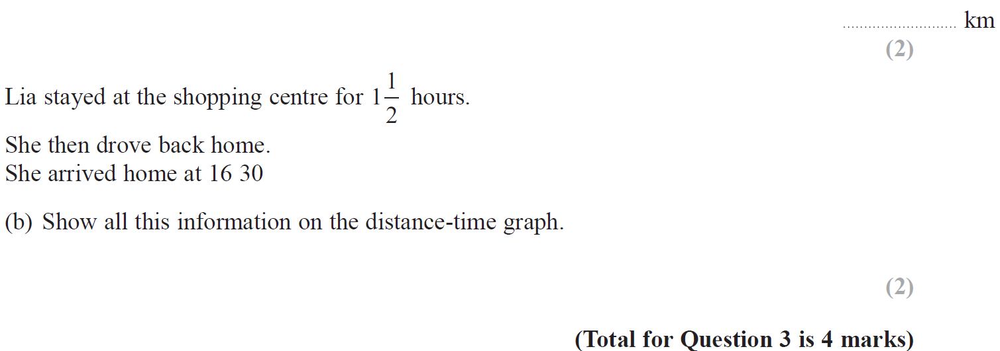 ........................... km
(2)
Lia stayed at the shopping centre for 1 1/2 hours.
She then drove back home.
She arrived home at 16 30
(b) Show all this information on the distance-time graph.
(2)
(Total for Question 3 is 4 marks)